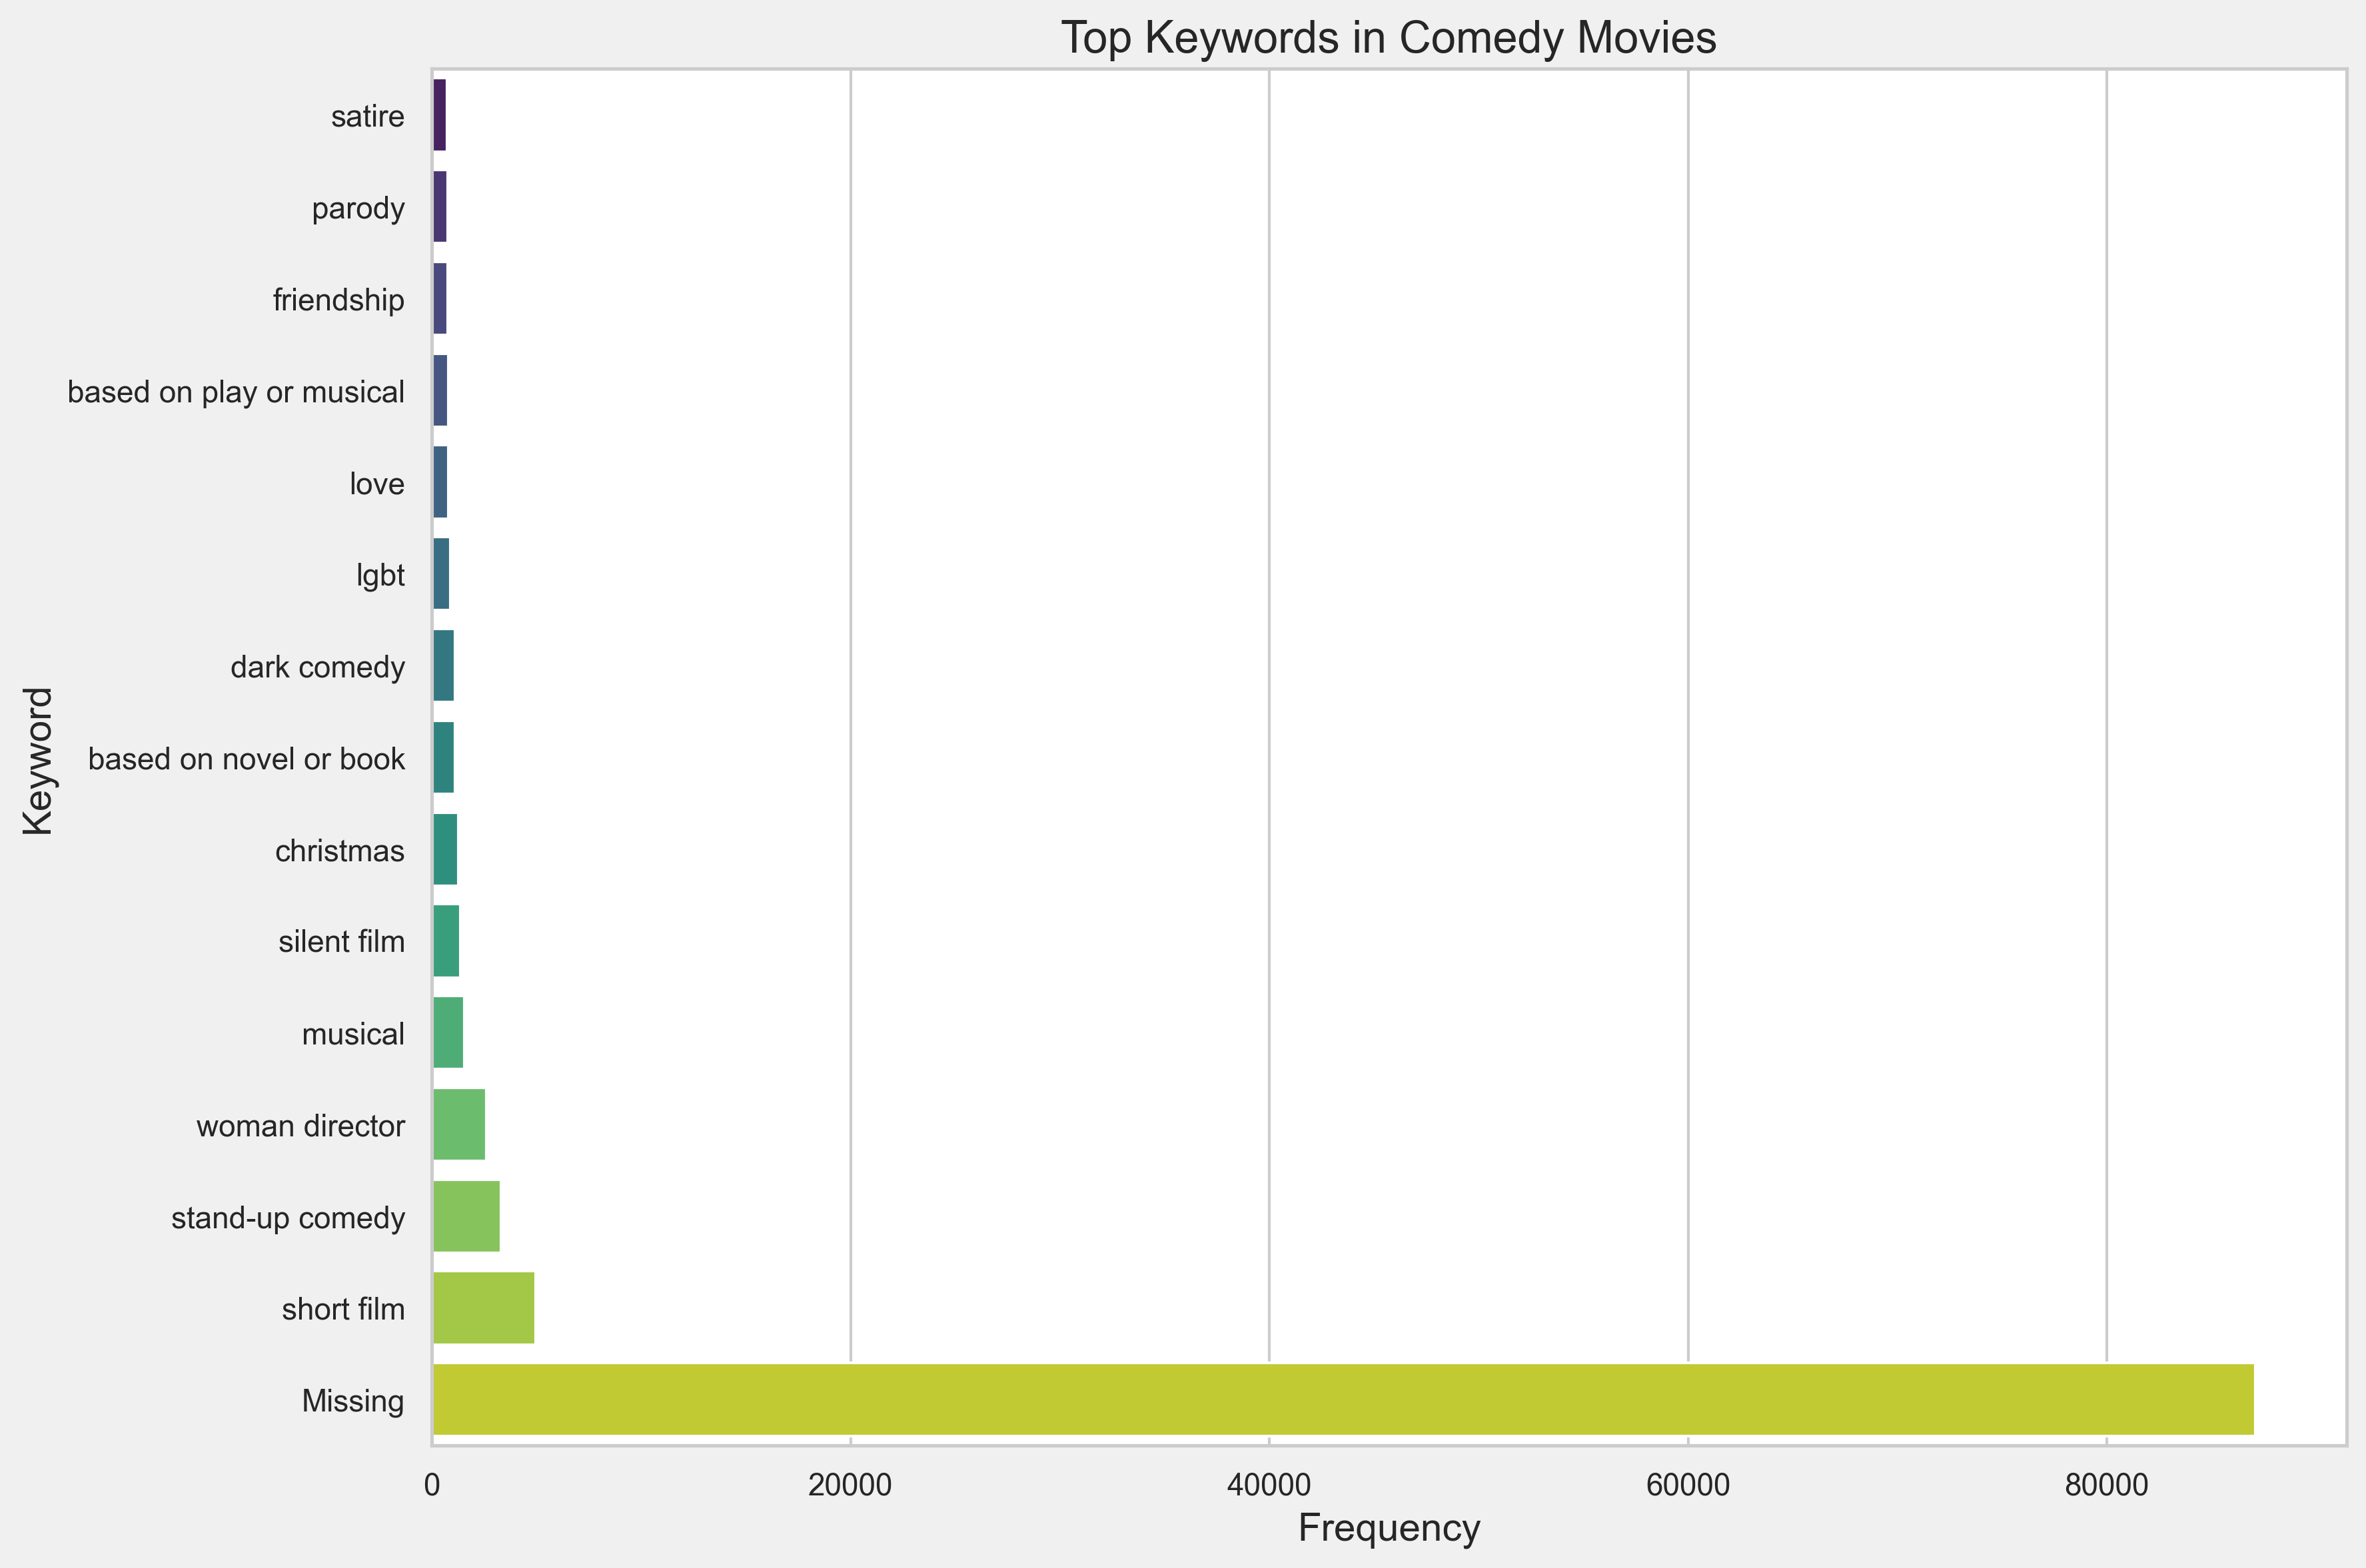 Top Keywords in Comedy Movies
Keyword
satire
parody
friendship
based on play or musical
love
lgbt
dark comedy
based on novel or book
christmas
silent film
musical
woman director
stand-up comedy
short film
Missing
0 20000 40000 60000 80000
Frequency